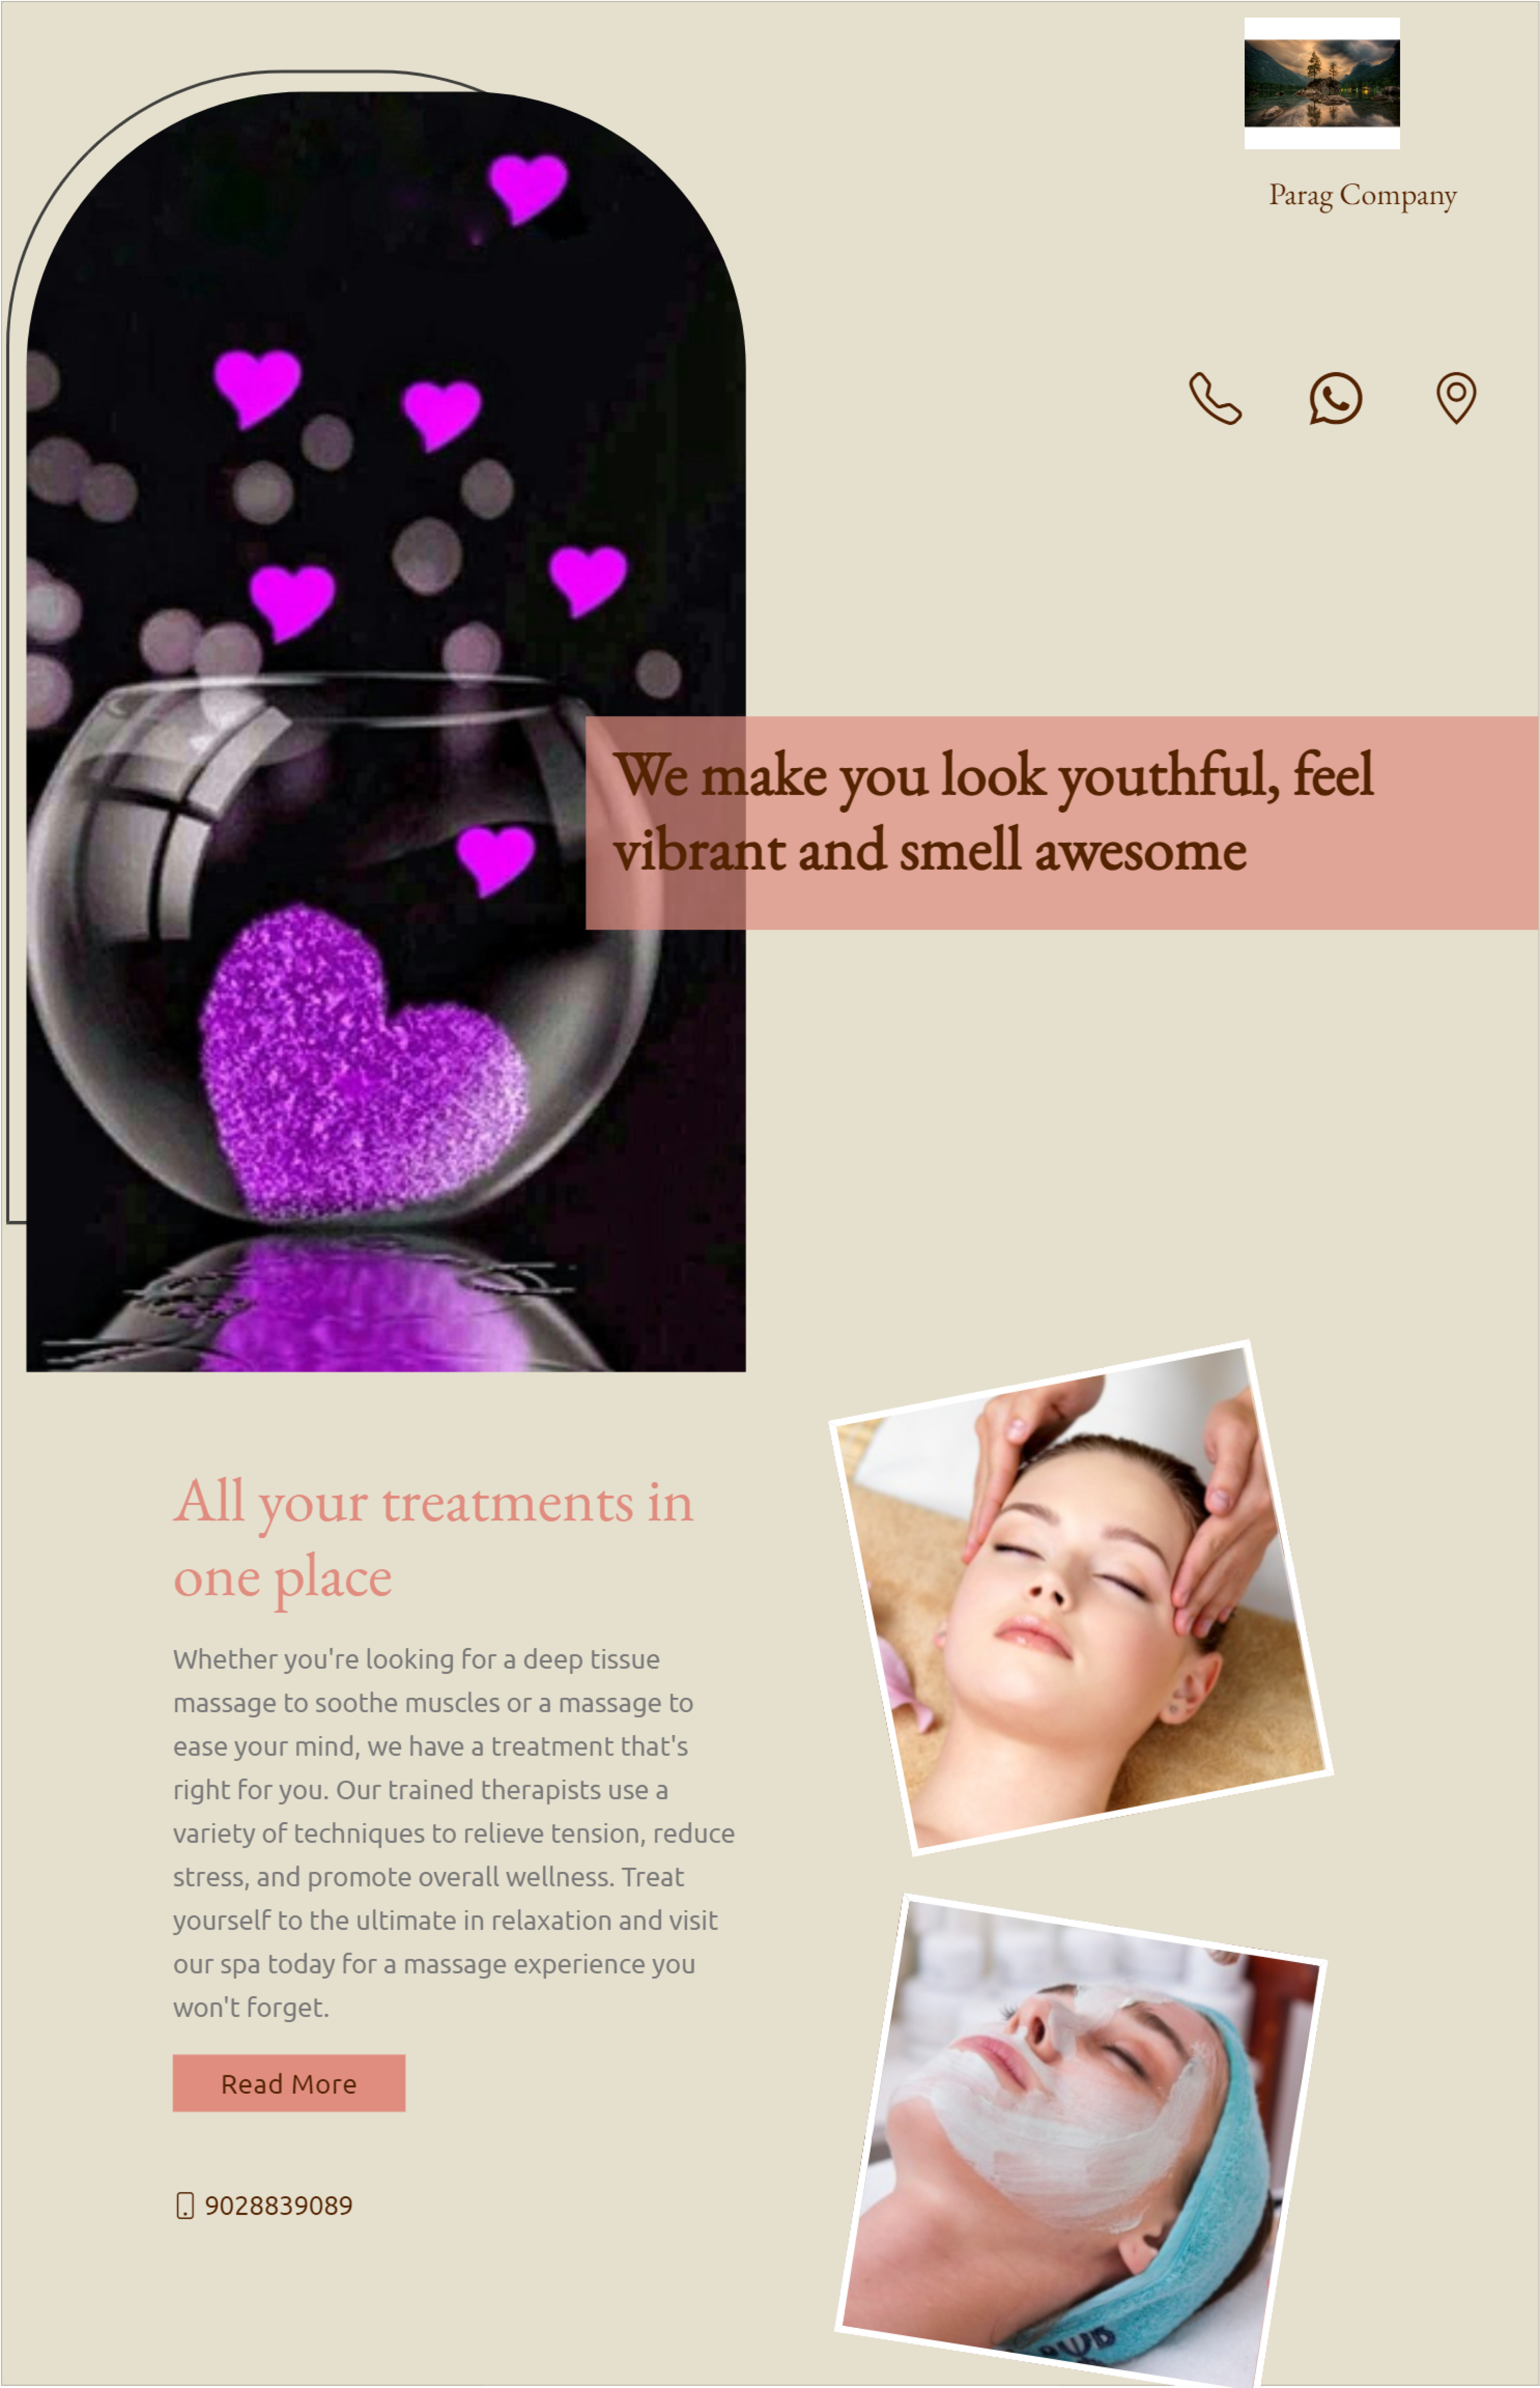 Parag Company
We make you look youthful, feel
vibrant and smell awesome
All your treatments in
one place
Whether you're looking for a deep tissue
massage to soothe muscles or a massage to
ease your mind, we have a treatment that's
right for you. Our trained therapists use a
variety of techniques to relieve tension, reduce
stress, and promote overall wellness. Treat
yourself to the ultimate in relaxation and visit
our spa today for a massage experience you
won't forget.
Read More
9028839089